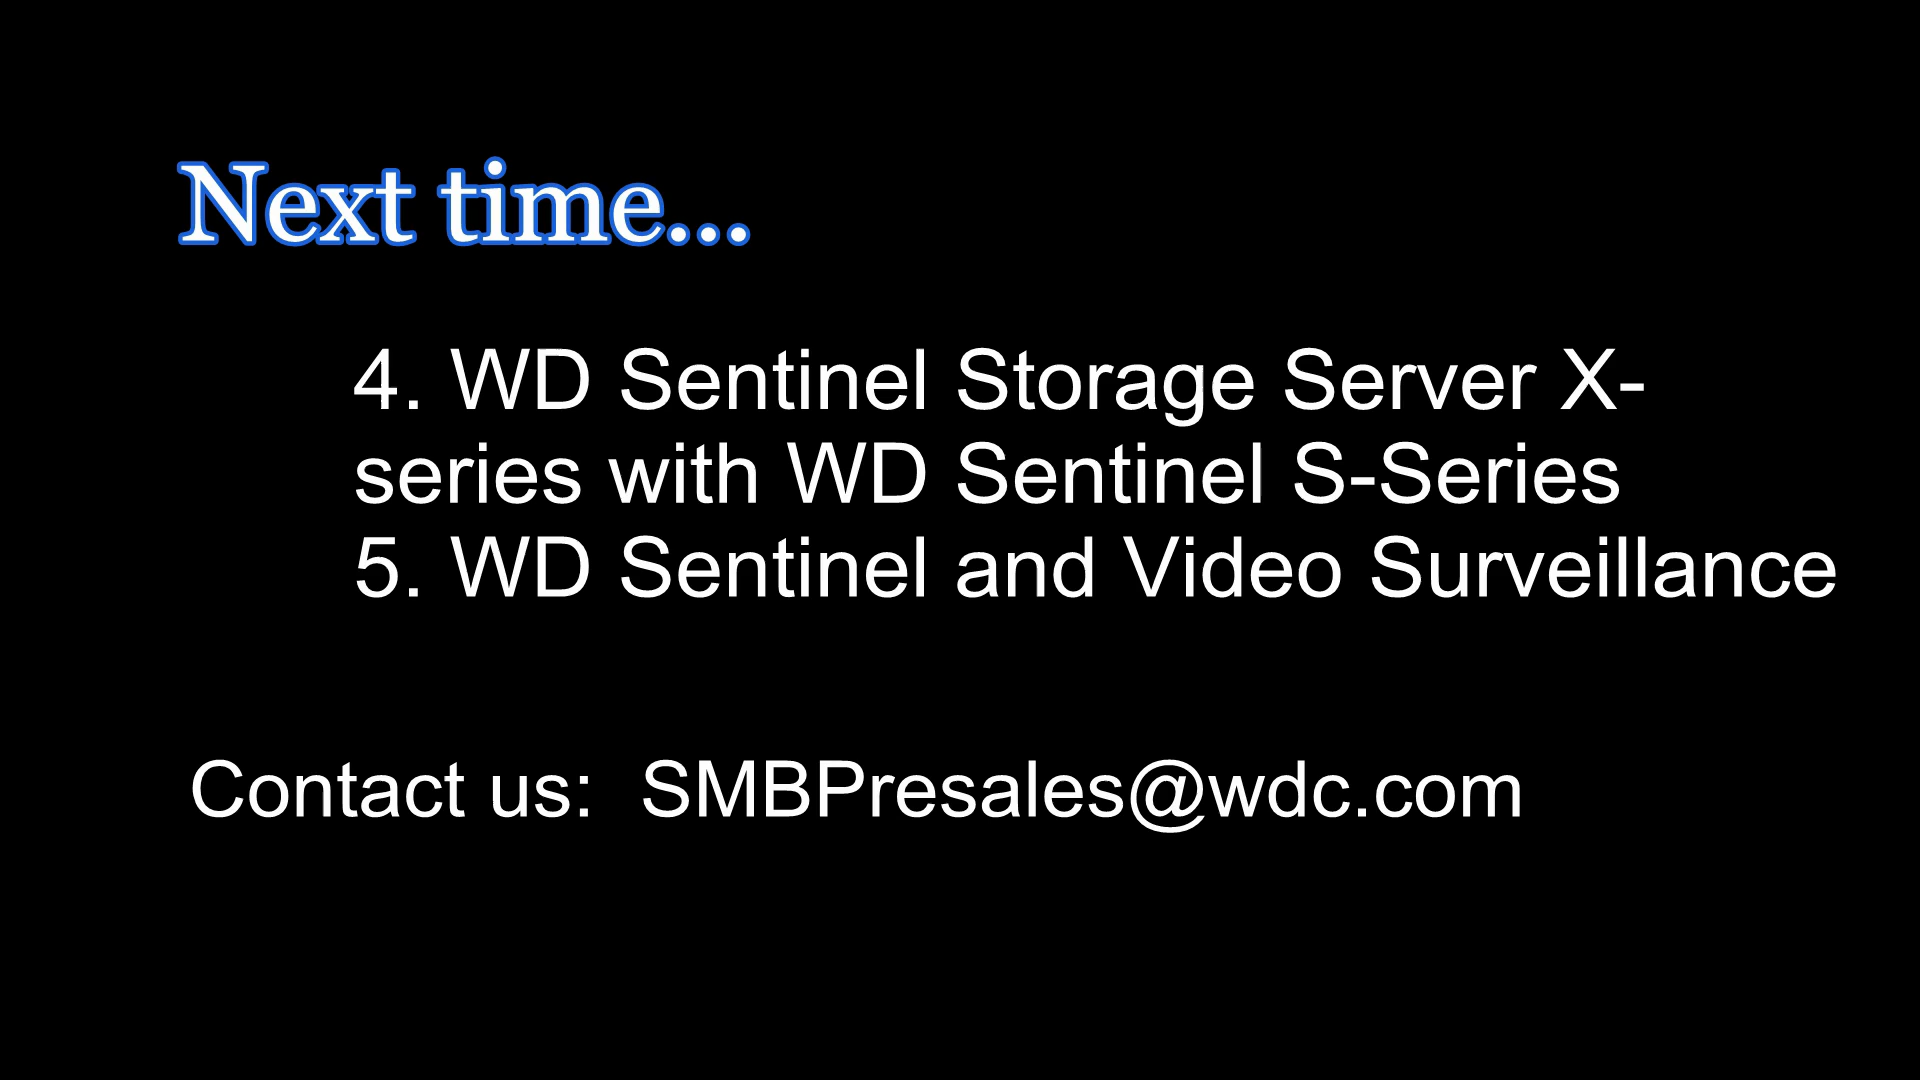 Next time...
4. WD Sentinel Storage Server X-
series with WD Sentinel S-Series
5. WD Sentinel and Video Surveillance
Contact us:  SMBPresales@wdc.com